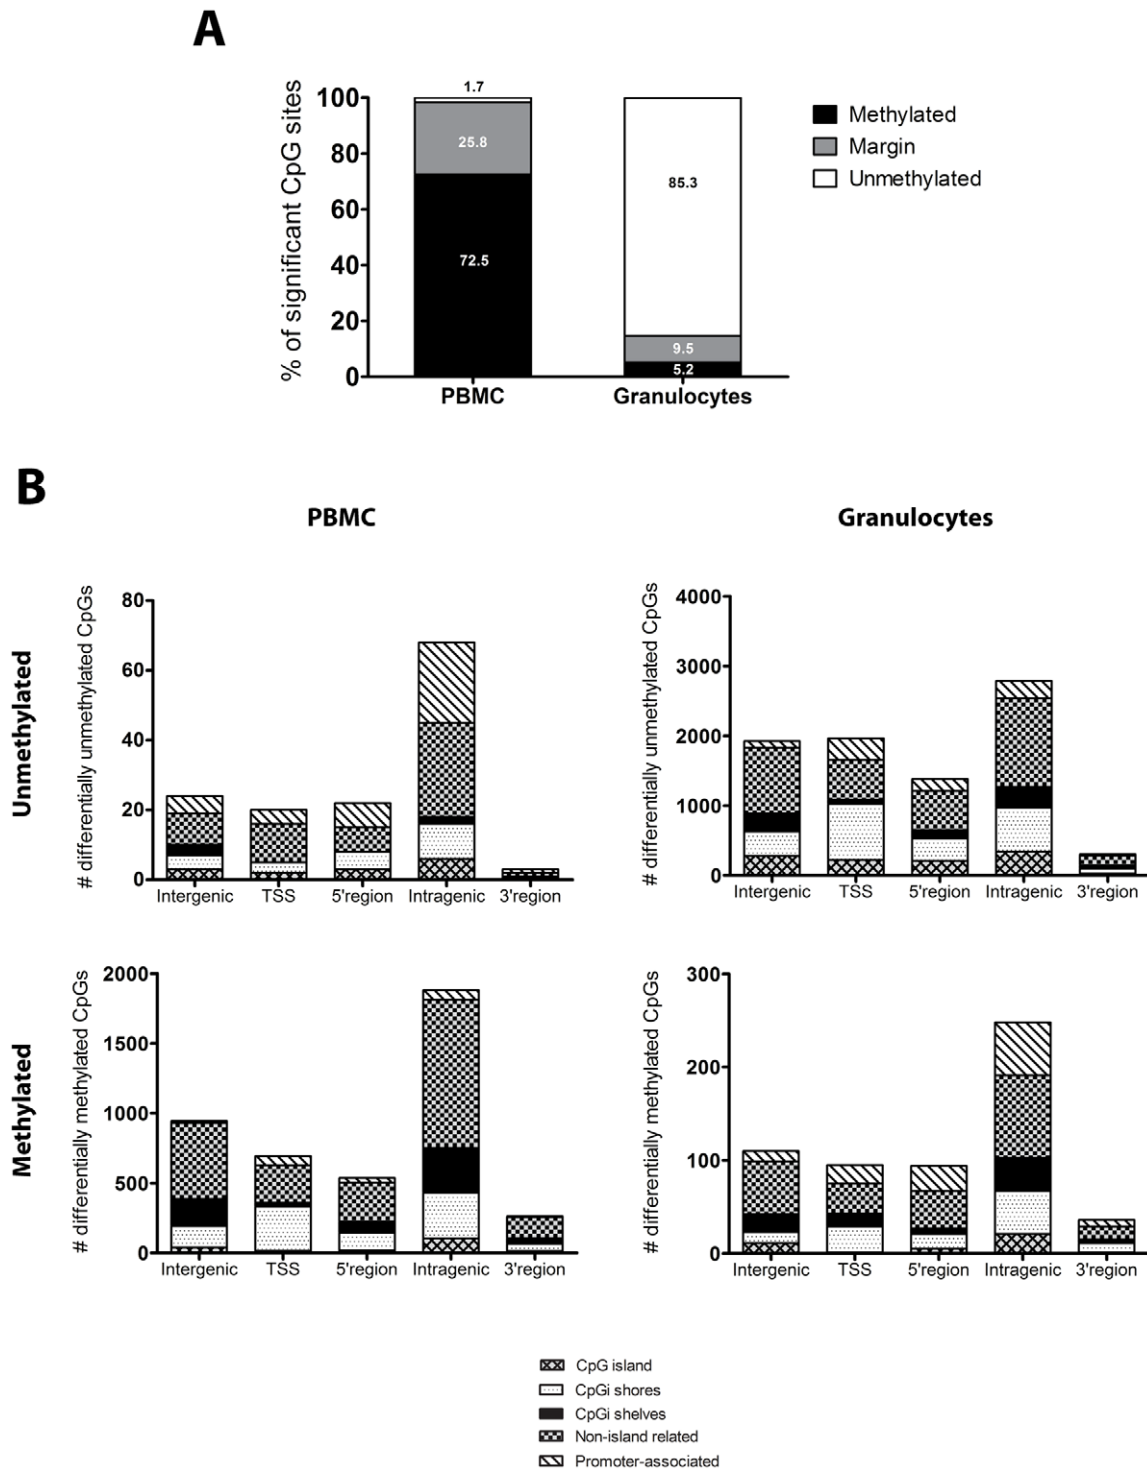 A
% of significant CpG sites
100
80
60
40
20
0
1.7
25.8
72.5
85.3
9.5
5.2
PBMC
Granulocytes
Methylated
Margin
Unmethylated
B
PBMC
Granulocytes
Unmethylated
# differentially unmethylated CpGs
80
60
40
20
0
Intergenic TSS 5'region Intragenic 3'region
# differentially unmethylated CpGs
4000
3000
2000
1000
0
Intergenic TSS 5'region Intragenic 3'region
Methylated
# differentially methylated CpGs
2000
1500
1000
500
0
Intergenic TSS 5'region Intragenic 3'region
# differentially methylated CpGs
300
200
100
0
Intergenic TSS 5'region Intragenic 3'region
CpG island
CpGi shores
CpGi shelves
Non-island related
Promoter-associated